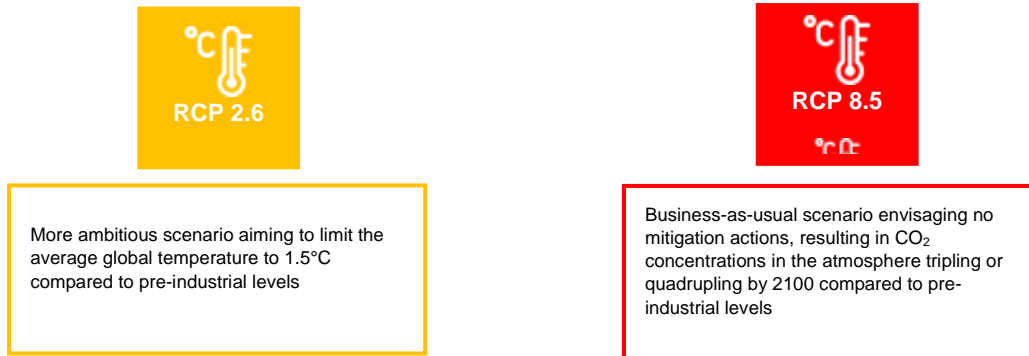 °C
RCP 2.6
More ambitious scenario aiming to limit the
average global temperature to 1.5°C
compared to pre-industrial levels
°C
RCP 8.5
°C
Business-as-usual scenario envisaging no
mitigation actions, resulting in CO₂
concentrations in the atmosphere tripling or
quadrupling by 2100 compared to pre-
industrial levels